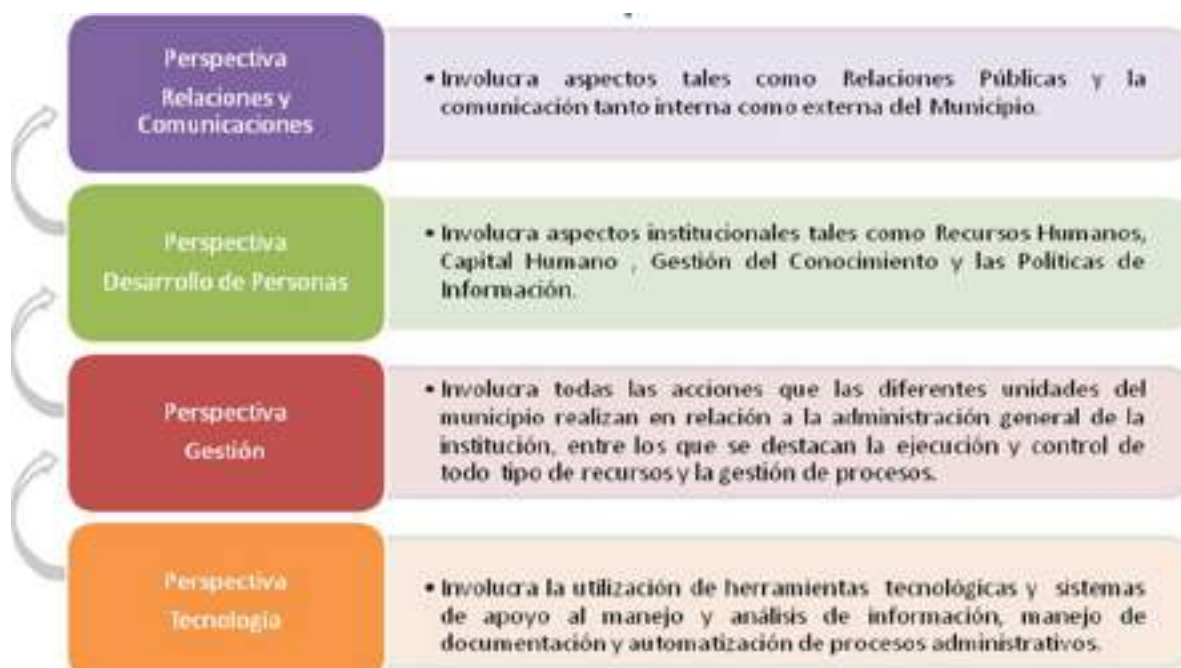 Perspectiva
Relaciones y
Comunicaciones
• Involucra aspectos tales como Relaciones Públicas y la
comunicación tanto interna como externa del Municipio.
Perspectiva
Desarrollo de Personas
• Involucra aspectos institucionales tales como Recursos Humanos,
Capital Humano , Gestión del Conocimiento y las Políticas de
Información.
Perspectiva
Gestión
• Involucra todas las acciones que las diferentes unidades del
municipio realizan en relación a la administración general de la
institución, entre los que se destacan la ejecución y control de
todo tipo de recursos y la gestión de procesos.
Perspectiva
Tecnología
• Involucra la utilización de herramientas tecnológicas y sistemas
de apoyo al manejo y análisis de información, manejo de
documentación y automatización de procesos administrativos.